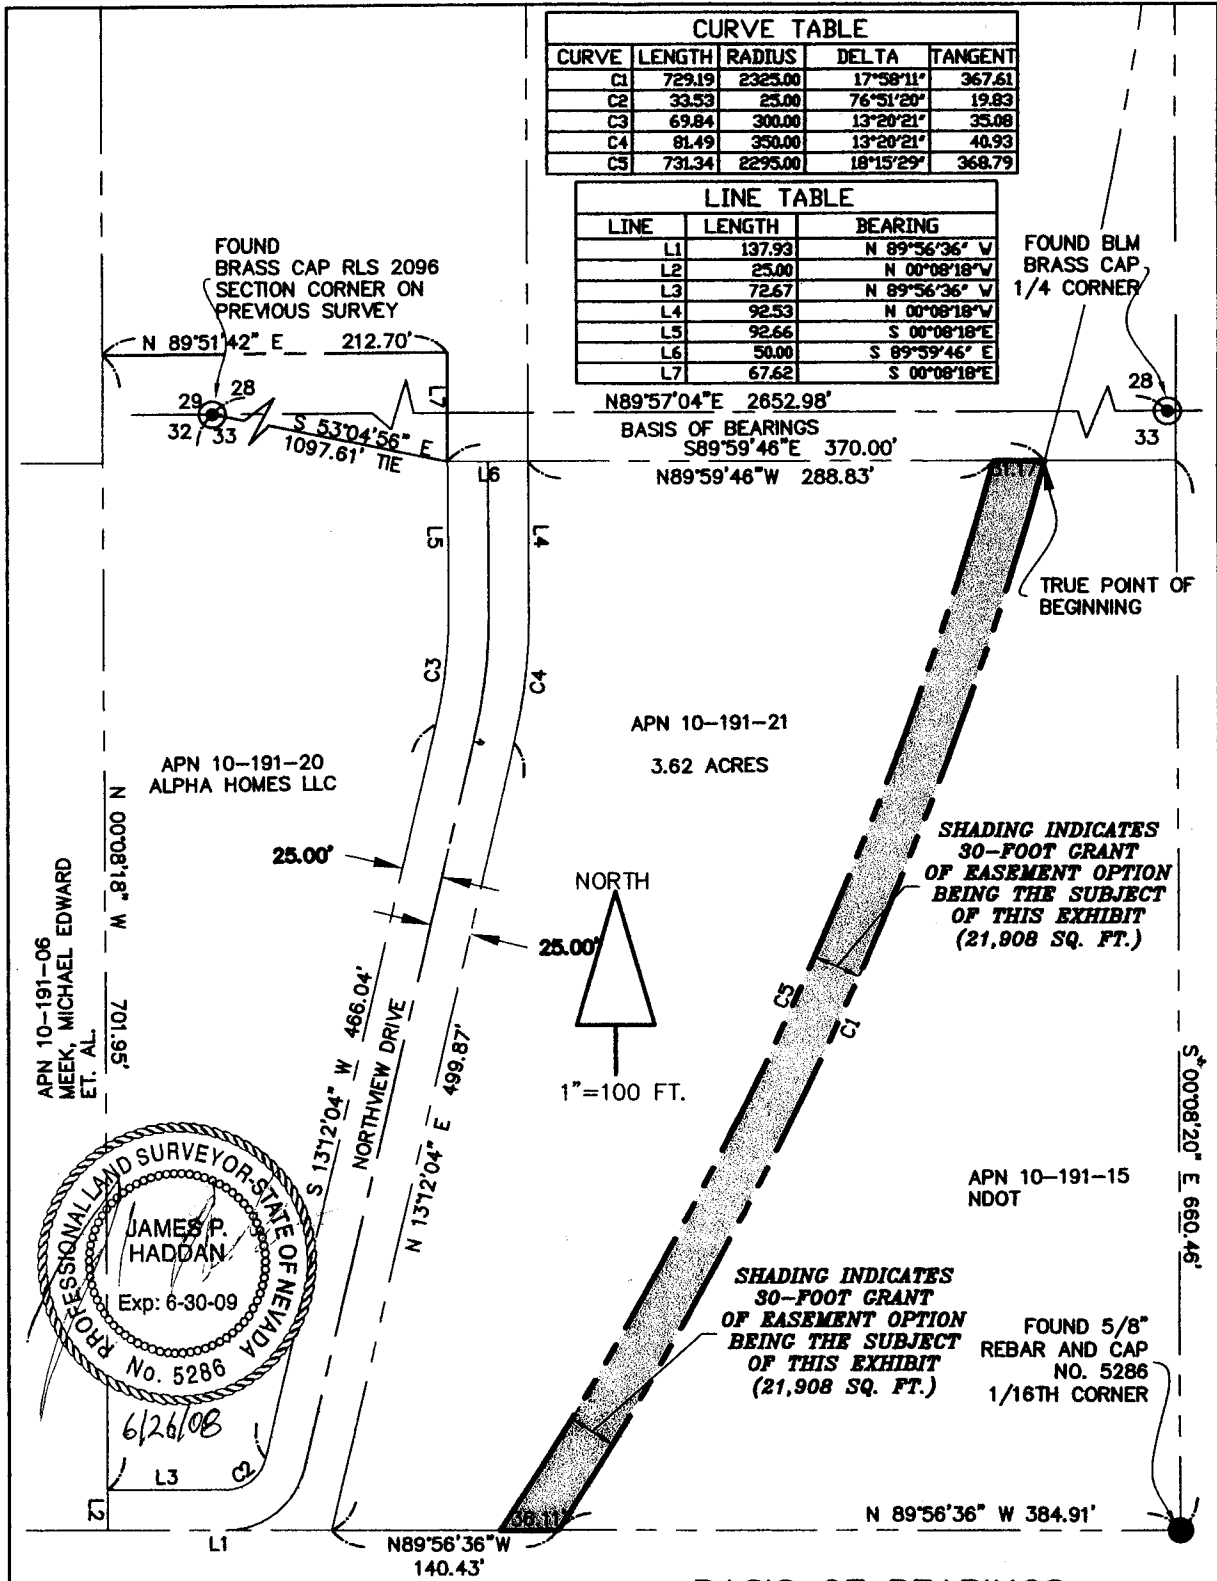 CURVE TABLE
CURVE LENGTH RADIUS DELTA TANGENT
C1 729.19 2325.00 17°58'11" 367.61
C2 33.53 25.00 76°51'20" 19.83
C3 69.84 300.00 13°20'21" 35.08
C4 81.49 350.00 13°20'21" 40.93
C5 731.34 2295.00 18°15'29" 368.79
LINE TABLE
LINE LENGTH BEARING
L1 137.93 N 89°56'36" W
L2 25.00 N 00°08'18"W
L3 72.67 N 89°56'36" W
L4 92.53 N 00°08'18"W
L5 92.66 S 00°08'18"E
L6 50.00 S 89°59'46" E
L7 67.62 S 00°08'18"E
FOUND
BRASS CAP RLS 2096
SECTION CORNER ON
PREVIOUS SURVEY
FOUND BLM
BRASS CAP
1/4 CORNER
N 89°51'42" E 212.70'
29 28
32 33
L7
28
33
N89°57'04"E 2652.98'
BASIS OF BEARINGS
S 53°04'56" E
1097.61' TIE
S89°59'46"E 370.00'
L6
N89°59'46"W 288.83'
L5
L4
TRUE POINT OF
BEGINNING
C3
C4
APN 10-191-21
3.62 ACRES
APN 10-191-20
ALPHA HOMES LLC
N 00°08'18" W 701.95'
APN 10-191-06
MEEK, MICHAEL EDWARD
ET. AL.
25.00'
25.00'
NORTH
1"=100 FT.
SHADING INDICATES
30-FOOT GRANT
OF EASEMENT OPTION
BEING THE SUBJECT
OF THIS EXHIBIT
(21,908 SQ. FT.)
C5
C1
S 13°12'04" W 466.04'
NORTHVIEW DRIVE
N 13°12'04" E 499.87'
S 00°08'20" E 660.46'
APN 10-191-15
NDOT
PROFESSIONAL LAND SURVEYOR-STATE OF NEVADA
JAMES P.
HADDAN
Exp: 6-30-09
No. 5286
6/26/08
SHADING INDICATES
30-FOOT GRANT
OF EASEMENT OPTION
BEING THE SUBJECT
OF THIS EXHIBIT
(21,908 SQ. FT.)
FOUND 5/8"
REBAR AND CAP
NO. 5286
1/16TH CORNER
L3
C2
L2
L1
N89°56'36"W
140.43'
38.11'
N 89°56'36" W 384.91'